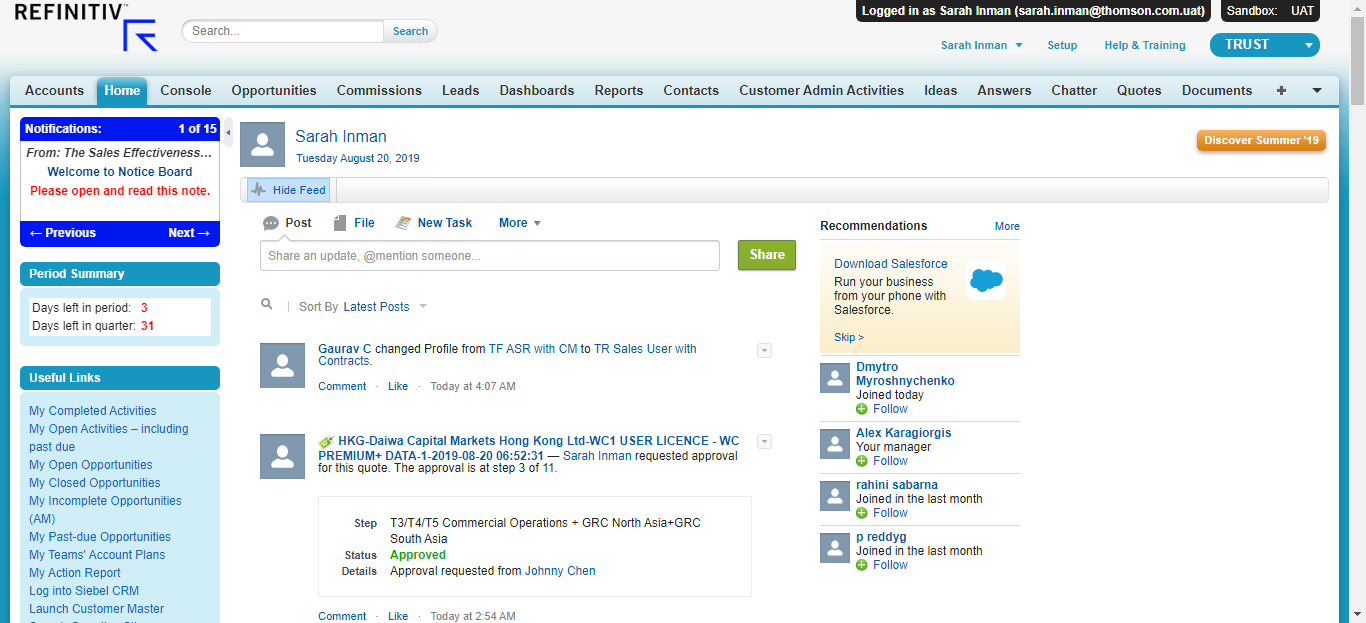 REFINITIV™
Search...
Search
Logged in as Sarah Inman (sarah.inman@thomson.com.uat)
Sandbox: UAT
Sarah Inman
Setup
Help & Training
TRUST
Accounts
Home
Console
Opportunities
Commissions
Leads
Dashboards
Reports
Contacts
Customer Admin Activities
Ideas
Answers
Chatter
Quotes
Documents
+
Notifications: 1 of 15
From: The Sales Effectiveness...
Welcome to Notice Board
Please open and read this note.
← Previous Next →
Period Summary
Days left in period: 3
Days left in quarter: 31
Useful Links
My Completed Activities
My Open Activities – including
past due
My Open Opportunities
My Closed Opportunities
My Incomplete Opportunities
(AM)
My Past-due Opportunities
My Teams' Account Plans
My Action Report
Log into Siebel CRM
Launch Customer Master
Sarah Inman
Tuesday August 20, 2019
Discover Summer '19
Hide Feed
Post
File
New Task
More
Share an update, @mention someone...
Share
| Sort By Latest Posts
Gaurav C changed Profile from TF ASR with CM to TR Sales User with
Contracts.
Comment · Like · Today at 4:07 AM
HKG-Daiwa Capital Markets Hong Kong Ltd-WC1 USER LICENCE - WC
PREMIUM+ DATA-1-2019-08-20 06:52:31 — Sarah Inman requested approval
for this quote. The approval is at step 3 of 11.
Step T3/T4/T5 Commercial Operations + GRC North Asia+GRC
South Asia
Status Approved
Details Approval requested from Johnny Chen
Comment · Like · Today at 2:54 AM
Recommendations More
Download Salesforce
Run your business
from your phone with
Salesforce.
Skip >
Dmytro
Myroshnychenko
Joined today
Follow
Alex Karagiorgis
Your manager
Follow
rahini sabarna
Joined in the last month
Follow
p reddyg
Joined in the last month
Follow